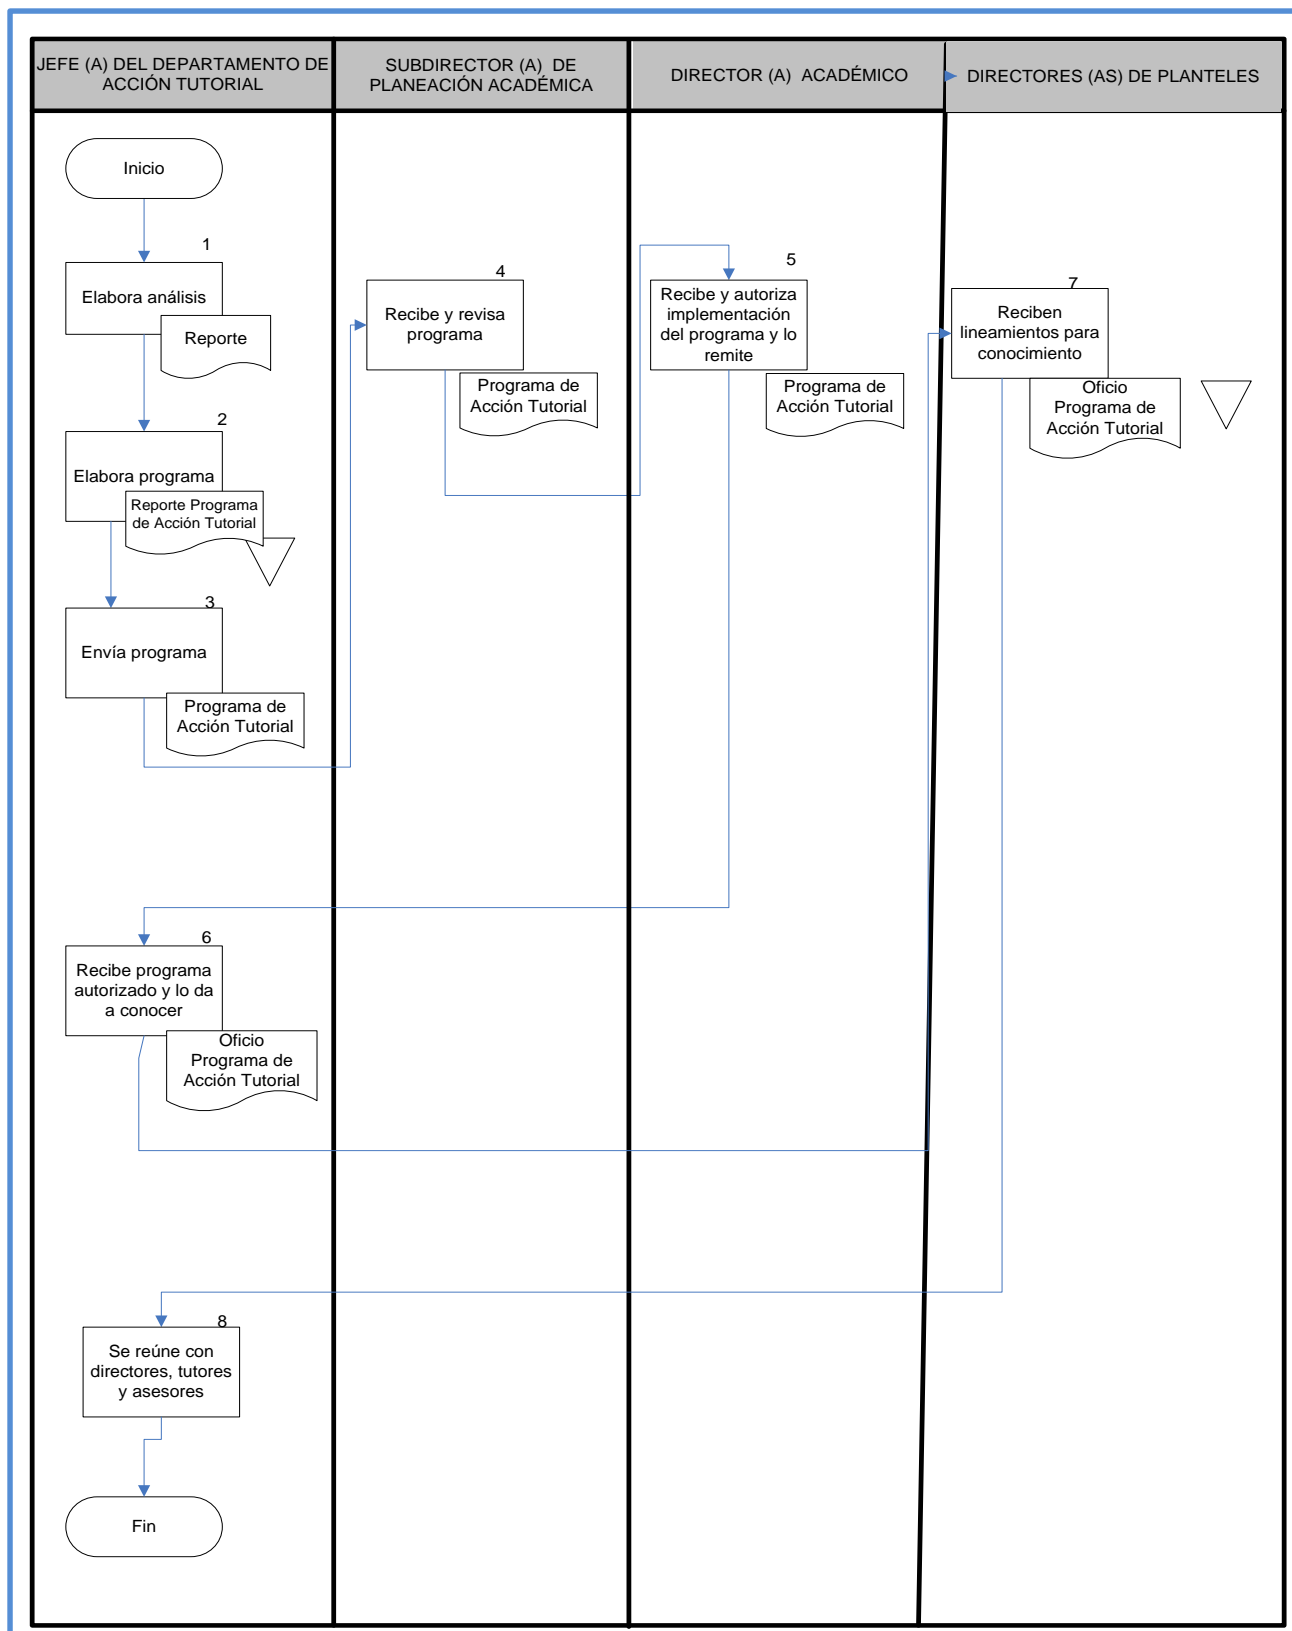 JEFE (A) DEL DEPARTAMENTO DE
ACCIÓN TUTORIAL
SUBDIRECTOR (A) DE
PLANEACIÓN ACADÉMICA
DIRECTOR (A) ACADÉMICO
DIRECTORES (AS) DE PLANTELES
Inicio
1
Elabora análisis
Reporte
2
Elabora programa
Reporte Programa
de Acción Tutorial
3
Envía programa
Programa de
Acción Tutorial
4
Recibe y revisa
programa
Programa de
Acción Tutorial
5
Recibe y autoriza
implementación
del programa y lo
remite
Programa de
Acción Tutorial
6
Recibe programa
autorizado y lo da
a conocer
Oficio
Programa de
Acción Tutorial
7
Reciben
lineamientos para
conocimiento
Oficio
Programa de
Acción Tutorial
8
Se reúne con
directores, tutores
y asesores
Fin